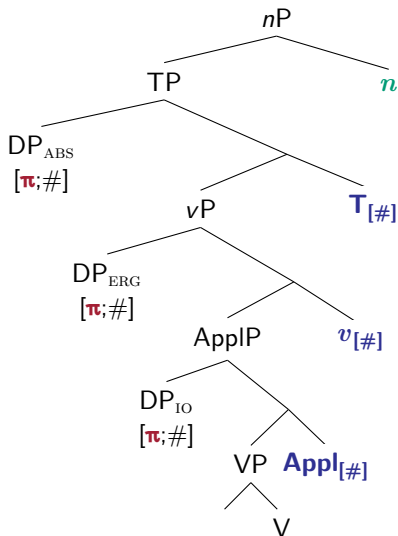 nP
TP n
DP_ABS
[π;#]
vP T[#]
DP_ERG
[π;#]
ApplP v[#]
DP_IO
[π;#]
VP Appl[#]
V